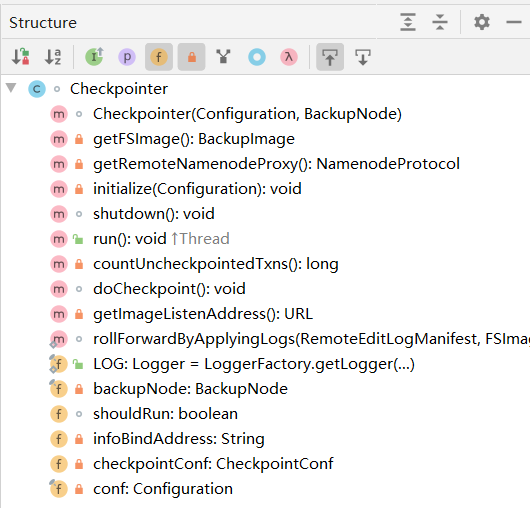 Structure
Checkpointer
Checkpointer(Configuration, BackupNode)
getFSImage(): BackupImage
getRemoteNamenodeProxy(): NamenodeProtocol
initialize(Configuration): void
shutdown(): void
run(): void ↑Thread
countUncheckpointedTxns(): long
doCheckpoint(): void
getImageListenAddress(): URL
rollForwardByApplyingLogs(RemoteEditLogManifest, FSImag
LOG: Logger = LoggerFactory.getLogger(...)
backupNode: BackupNode
shouldRun: boolean
infoBindAddress: String
checkpointConf: CheckpointConf
conf: Configuration